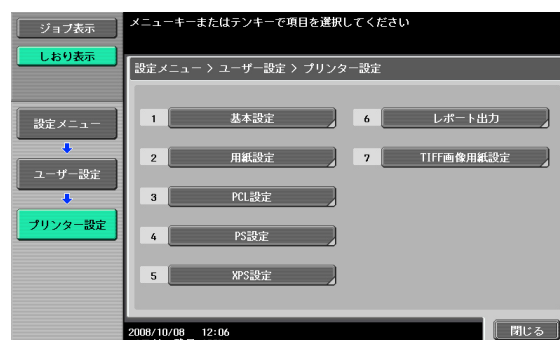 ジョブ表示
メニューキーまたはテンキーで項目を選択してください
しおり表示
設定メニュー > ユーザー設定 > プリンター設定
設定メニュー
ユーザー設定
プリンター設定
1 基本設定
2 用紙設定
3 PCL設定
4 PS設定
5 XPS設定
6 レポート出力
7 TIFF画像用紙設定
2008/10/08 12:06
閉じる